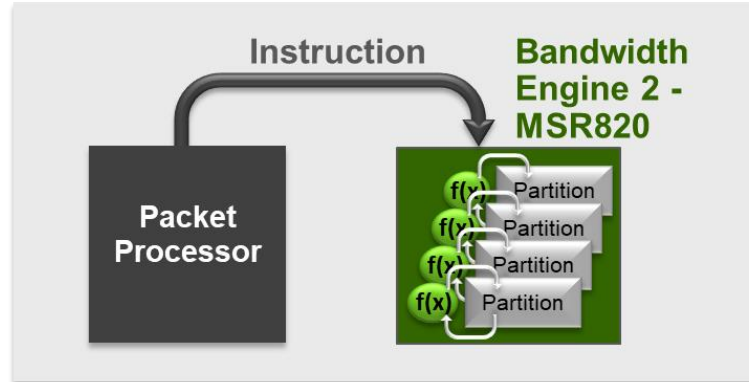 Instruction
Bandwidth
Engine 2 -
MSR820
Packet
Processor
f(x) Partition
f(x) Partition
f(x) Partition
f(x) Partition